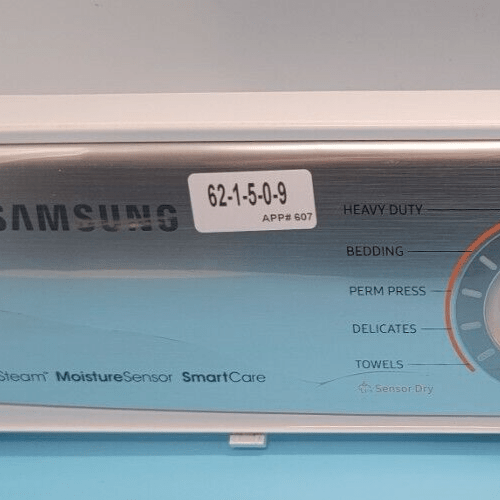 SAMSUNG
62-1-5-0-9
APP# 607
HEAVY DUTY
BEDDING
PERM PRESS
DELICATES
TOWELS
Sensor Dry
Steam™ MoistureSensor SmartCare